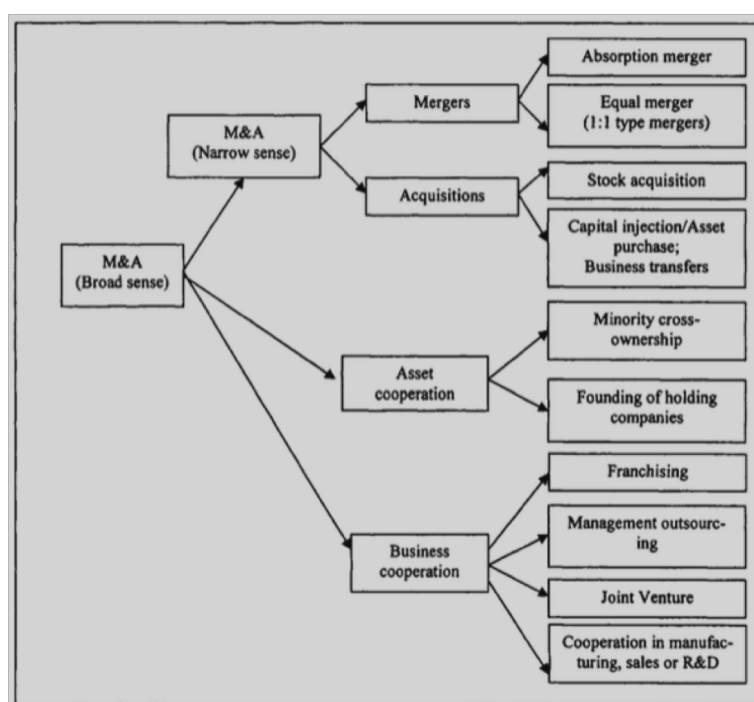 M&A
(Broad sense)
M&A
(Narrow sense)
Mergers
Absorption merger
Equal merger
(1:1 type mergers)
Acquisitions
Stock acquisition
Capital injection/Asset
purchase;
Business transfers
Asset
cooperation
Minority cross-
ownership
Founding of holding
companies
Business
cooperation
Franchising
Management outsourc-
ing
Joint Venture
Cooperation in manufac-
turing, sales or R&D